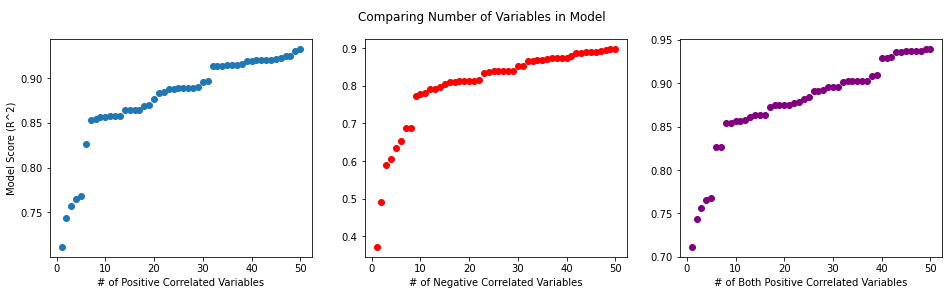 Comparing Number of Variables in Model
Model Score (R^2)
0.90
0.85
0.80
0.75
0 10 20 30 40 50
# of Positive Correlated Variables
0.9
0.8
0.7
0.6
0.5
0.4
0 10 20 30 40 50
# of Negative Correlated Variables
0.95
0.90
0.85
0.80
0.75
0.70
0 10 20 30 40 50
# of Both Positive Correlated Variables